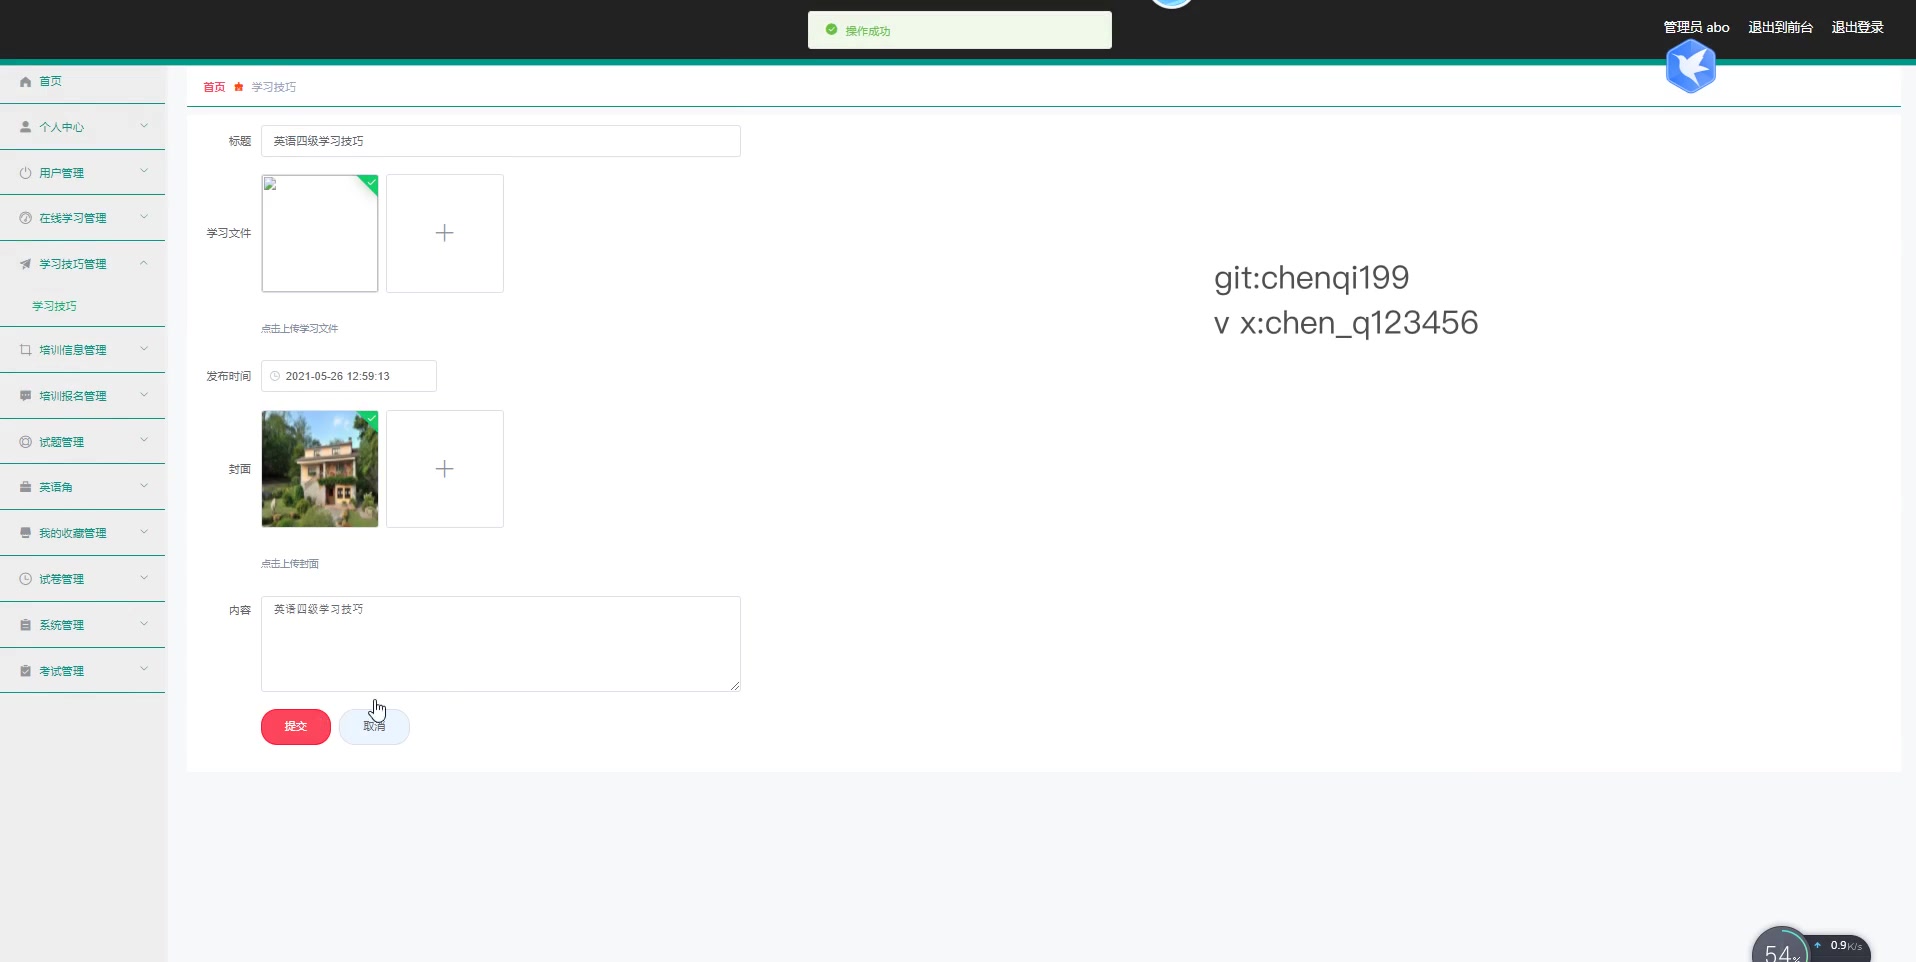 操作成功
管理员 abo 退出到前台 退出登录
首页
个人中心
用户管理
在线学习管理
学习技巧管理
学习技巧
培训信息管理
培训报名管理
试题管理
英语角
我的收藏管理
试卷管理
系统管理
考试管理
首页 学习技巧
标题 英语四级学习技巧
学习文件
点击上传学习文件
发布时间 2021-05-26 12:59:13
封面
点击上传封面
内容 英语四级学习技巧
提交 取消
git:chenqi199
v x:chen_q123456
54% 0.9K/s